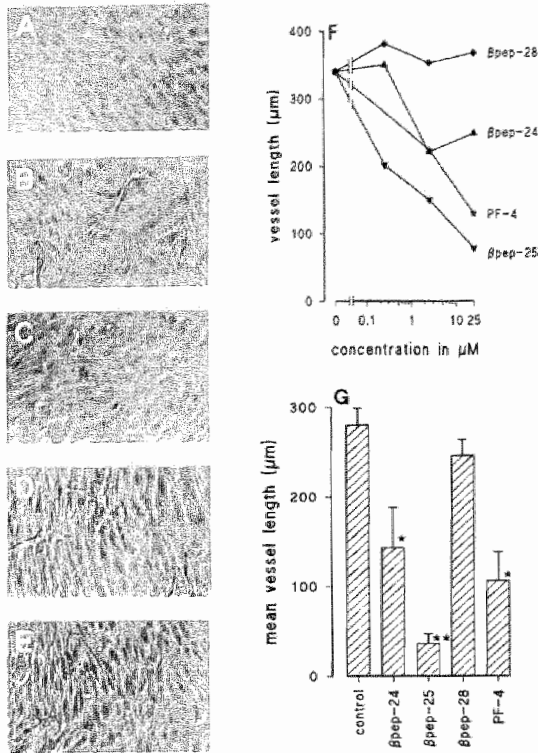 A
B
C
D
E
F
400
300
200
100
0
vessel length (µm)
βpep-28
βpep-24
PF-4
βpep-25
0 0,1 1 10 25
concentration in µM
G
300
200
100
0
mean vessel length (µm)
*
**
*
control
βpep-24
βpep-25
βpep-28
PF-4